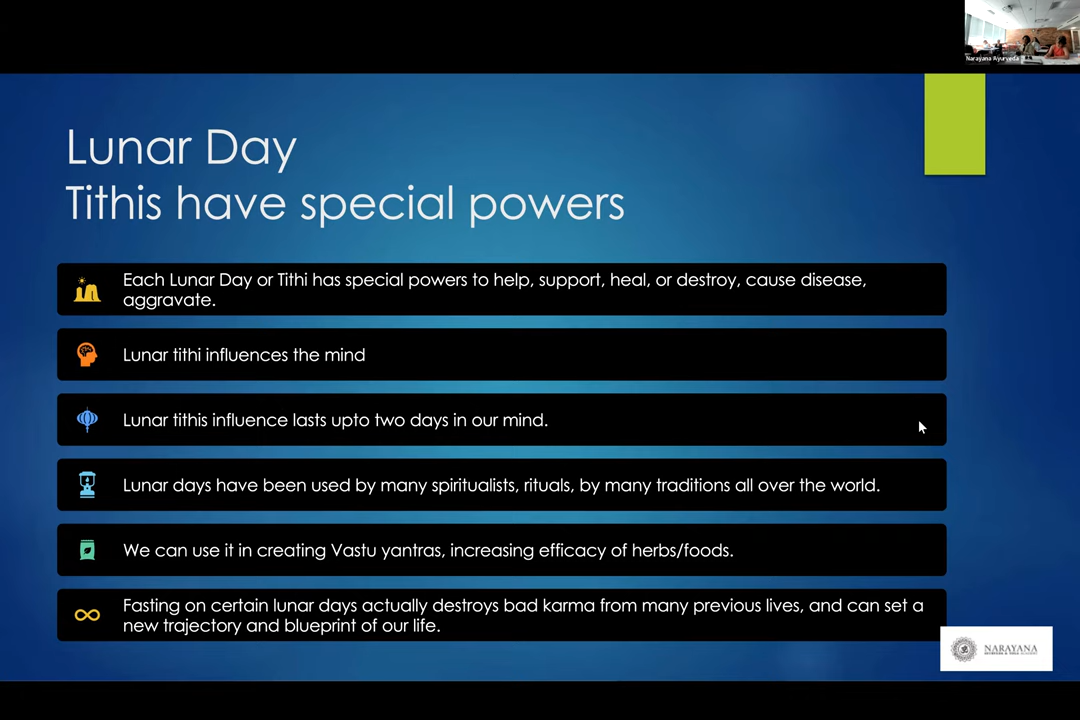 Narayana Ayurveda
Lunar Day
Tithis have special powers
Each Lunar Day or Tithi has special powers to help, support, heal, or destroy, cause disease,
aggravate.
Lunar tithi influences the mind
Lunar tithis influence lasts upto two days in our mind.
Lunar days have been used by many spiritualists, rituals, by many traditions all over the world.
We can use it in creating Vastu yantras, increasing efficacy of herbs/foods.
Fasting on certain lunar days actually destroys bad karma from many previous lives, and can set a
new trajectory and blueprint of our life.
NARAYANA
AYURVEDA & YOGA ACADEMY